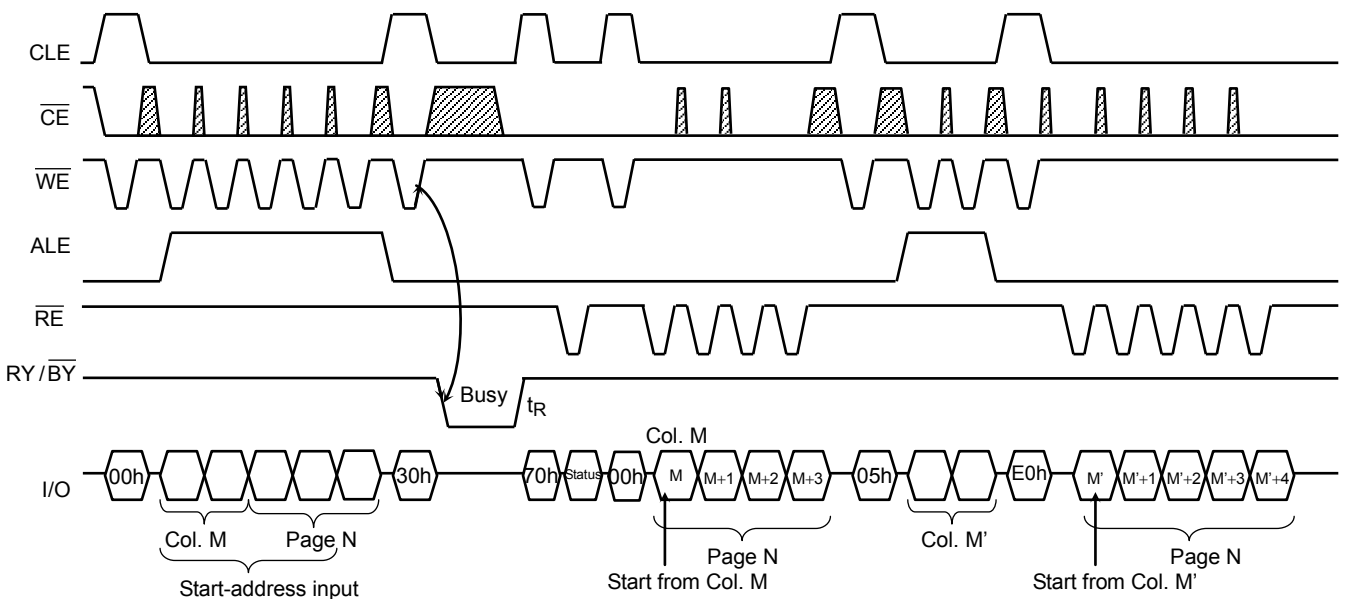 CLE
CE
WE
ALE
RE
RY/BY
Busy
tR
Col. M
I/O
00h
30h
70h
Status
00h
M
M+1
M+2
M+3
05h
E0h
M'
M'+1
M'+2
M'+3
M'+4
Col. M
Page N
Col. M'
Page N
Page N
Start-address input
Start from Col. M
Start from Col. M'